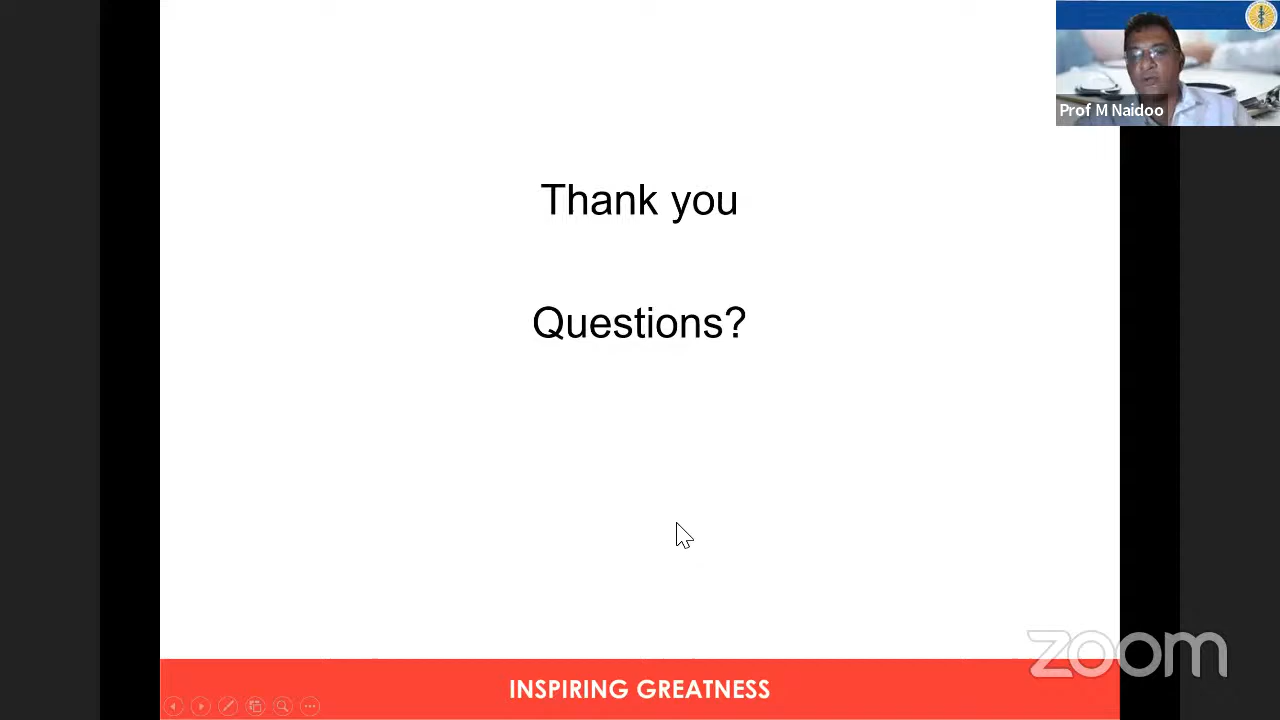 Prof M Naidoo
Thank you
Questions?
zoom
INSPIRING GREATNESS